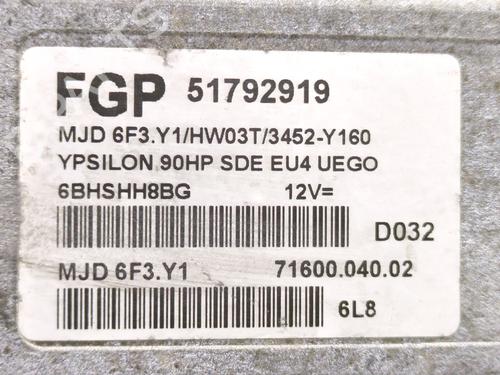 FGP 51792919
MJD 6F3.Y1/HW03T/3452-Y160
YPSILON 90HP SDE EU4 UEGO
6BHSHH8BG 12V=
D032
MJD 6F3.Y1 71600.040.02
6L8